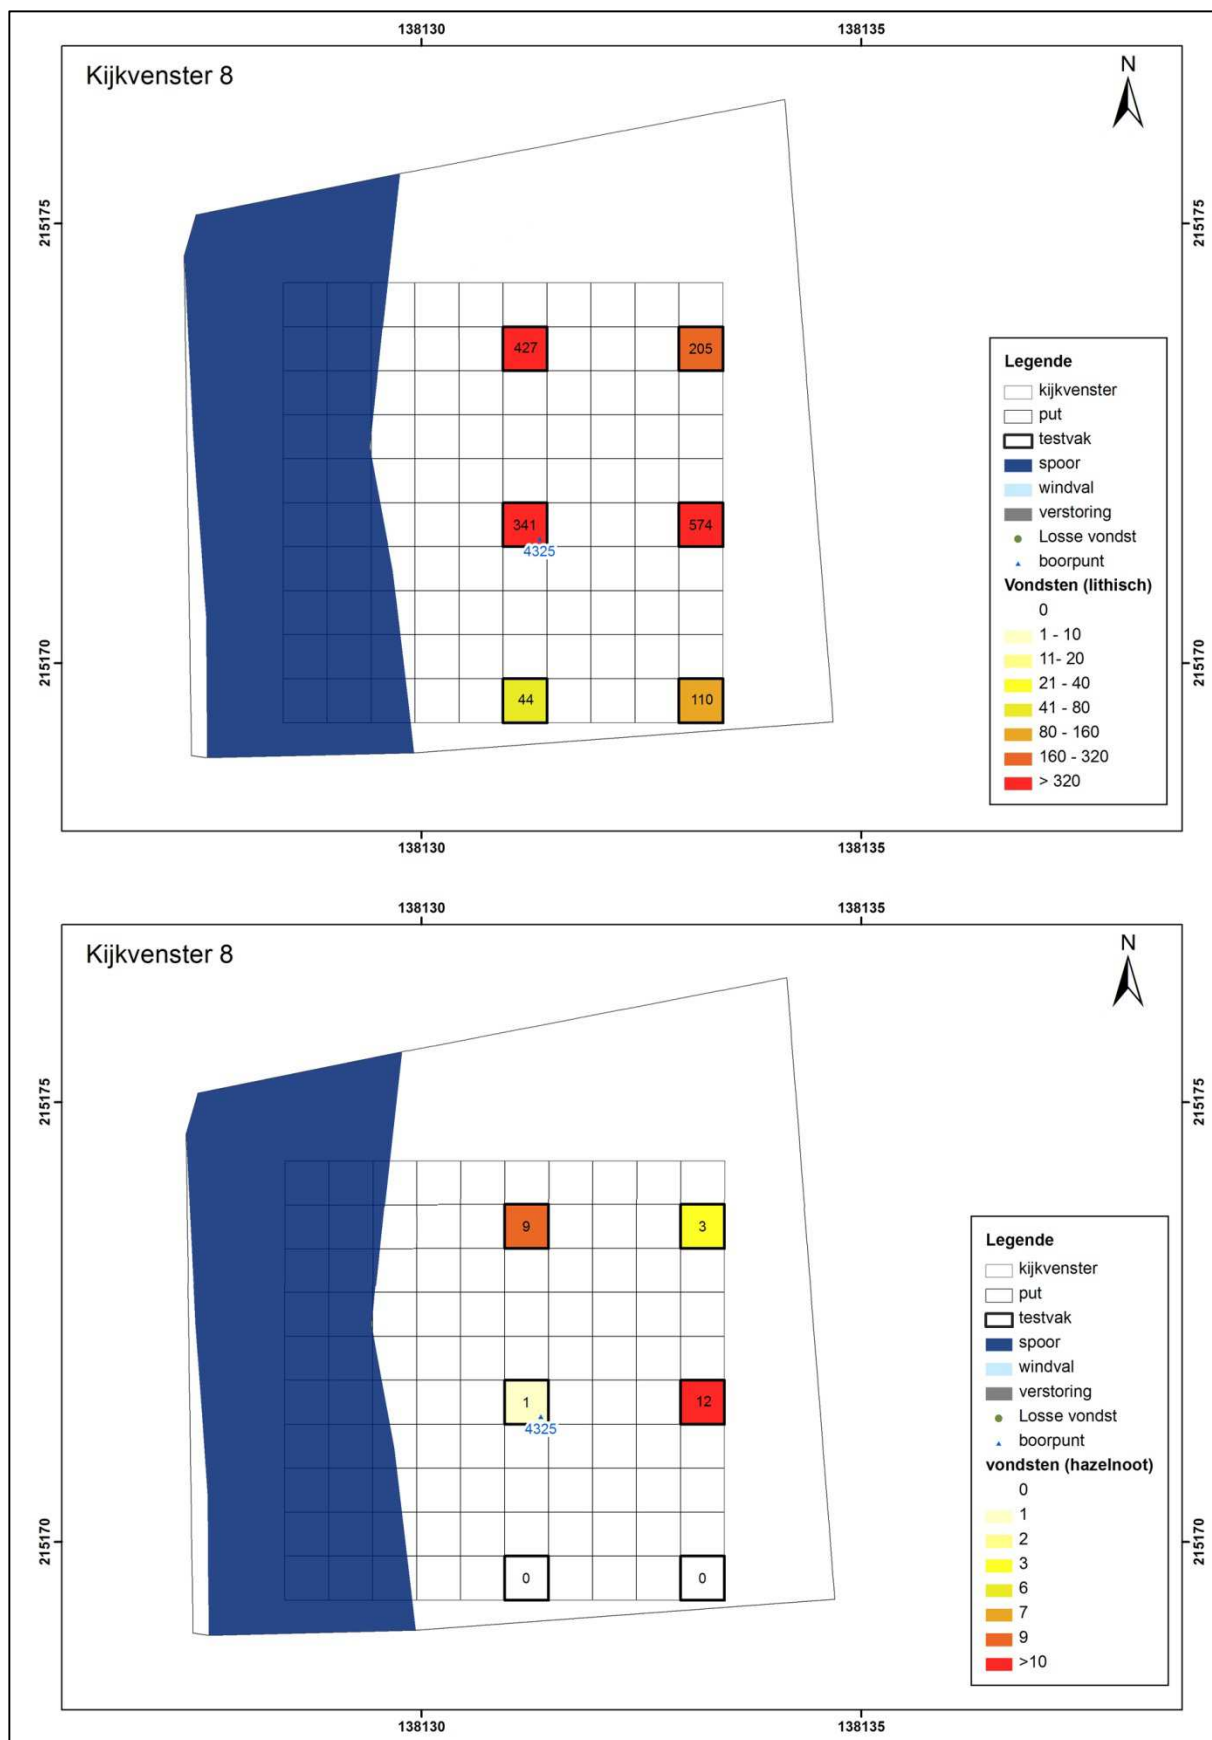 138130 138135
Kijkvenster 8
N
215175 215175
427 205
341 574
4325
44 110
215170 215170
Legende
kijkvenster
put
testvak
spoor
windval
verstoring
Losse vondst
boorpunt
Vondsten (lithisch)
0
1 - 10
11- 20
21 - 40
41 - 80
80 - 160
160 - 320
> 320
138130 138135
138130 138135
Kijkvenster 8
N
215175 215175
9 3
1 12
4325
0 0
215170 215170
Legende
kijkvenster
put
testvak
spoor
windval
verstoring
Losse vondst
boorpunt
vondsten (hazelnoot)
0
1
2
3
6
7
9
>10
138130 138135